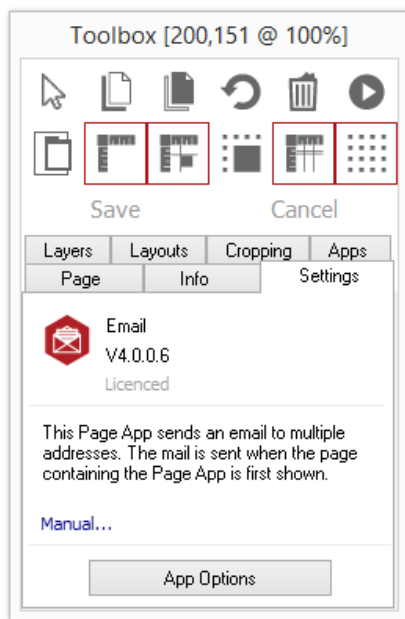 Toolbox [200,151 @ 100%]
Save Cancel
Layers Layouts Cropping Apps
Page Info Settings
Email
V4.0.0.6
Licenced
This Page App sends an email to multiple
addresses. The mail is sent when the page
containing the Page App is first shown.
Manual...
App Options